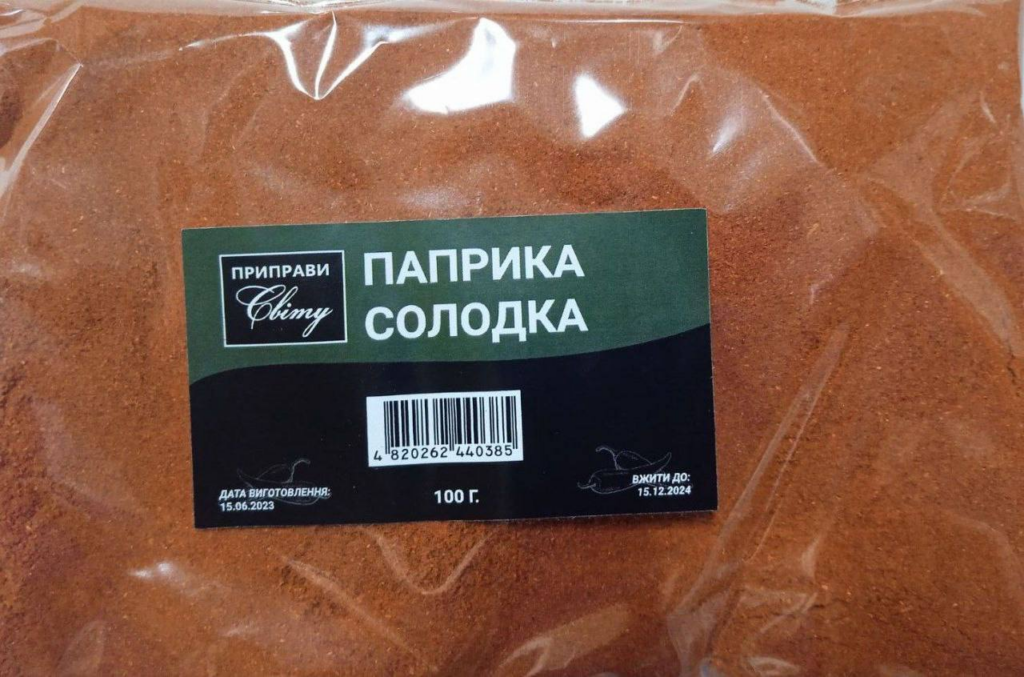 ПРИПРАВИ
Світу
ПАПРИКА
СОЛОДКА
4 820262 440385
ДАТА ВИГОТОВЛЕННЯ:
15.06.2023
100 Г.
ВЖИТИ ДО:
15.12.2024